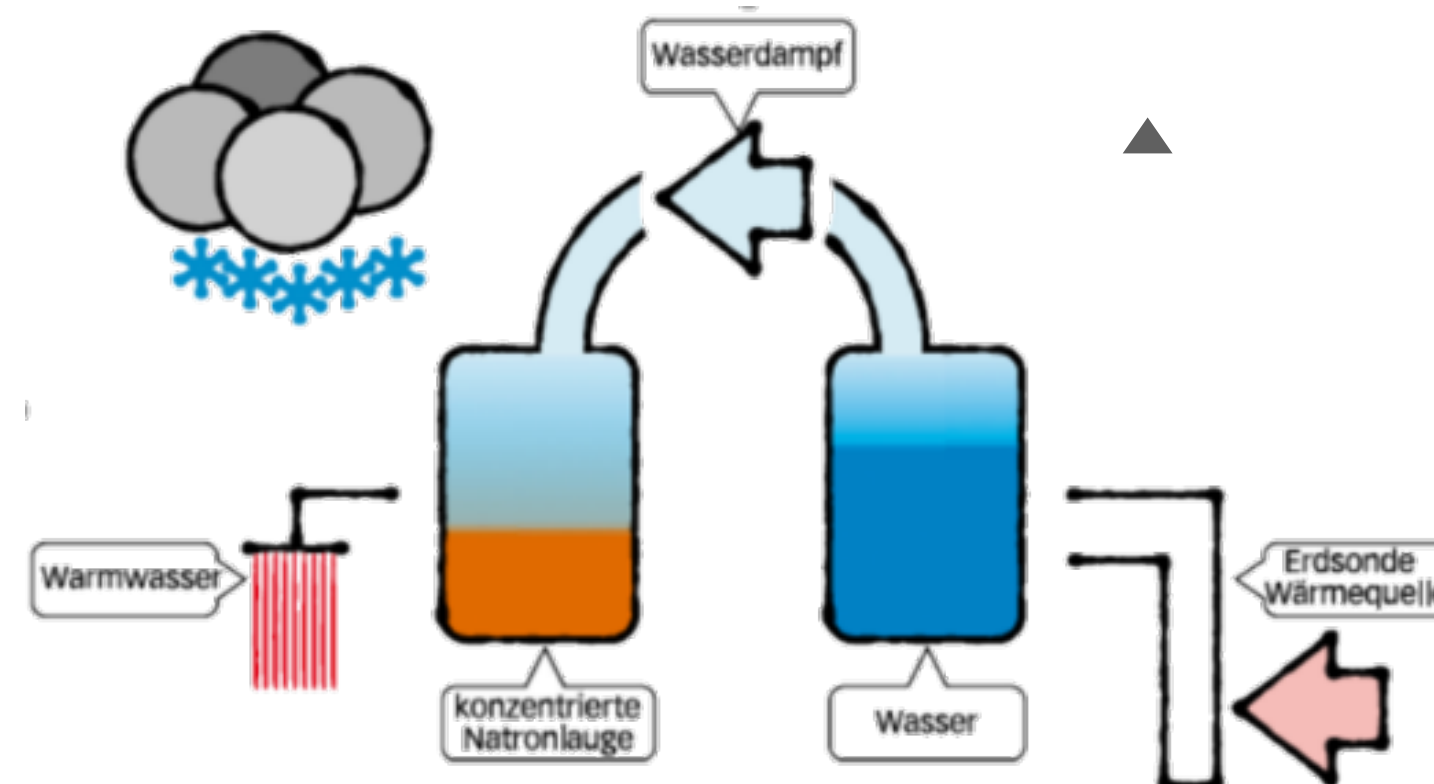 Wasserdampf
Warmwasser
Erdsonde
Wärmequelle
konzentrierte
Natronlauge
Wasser